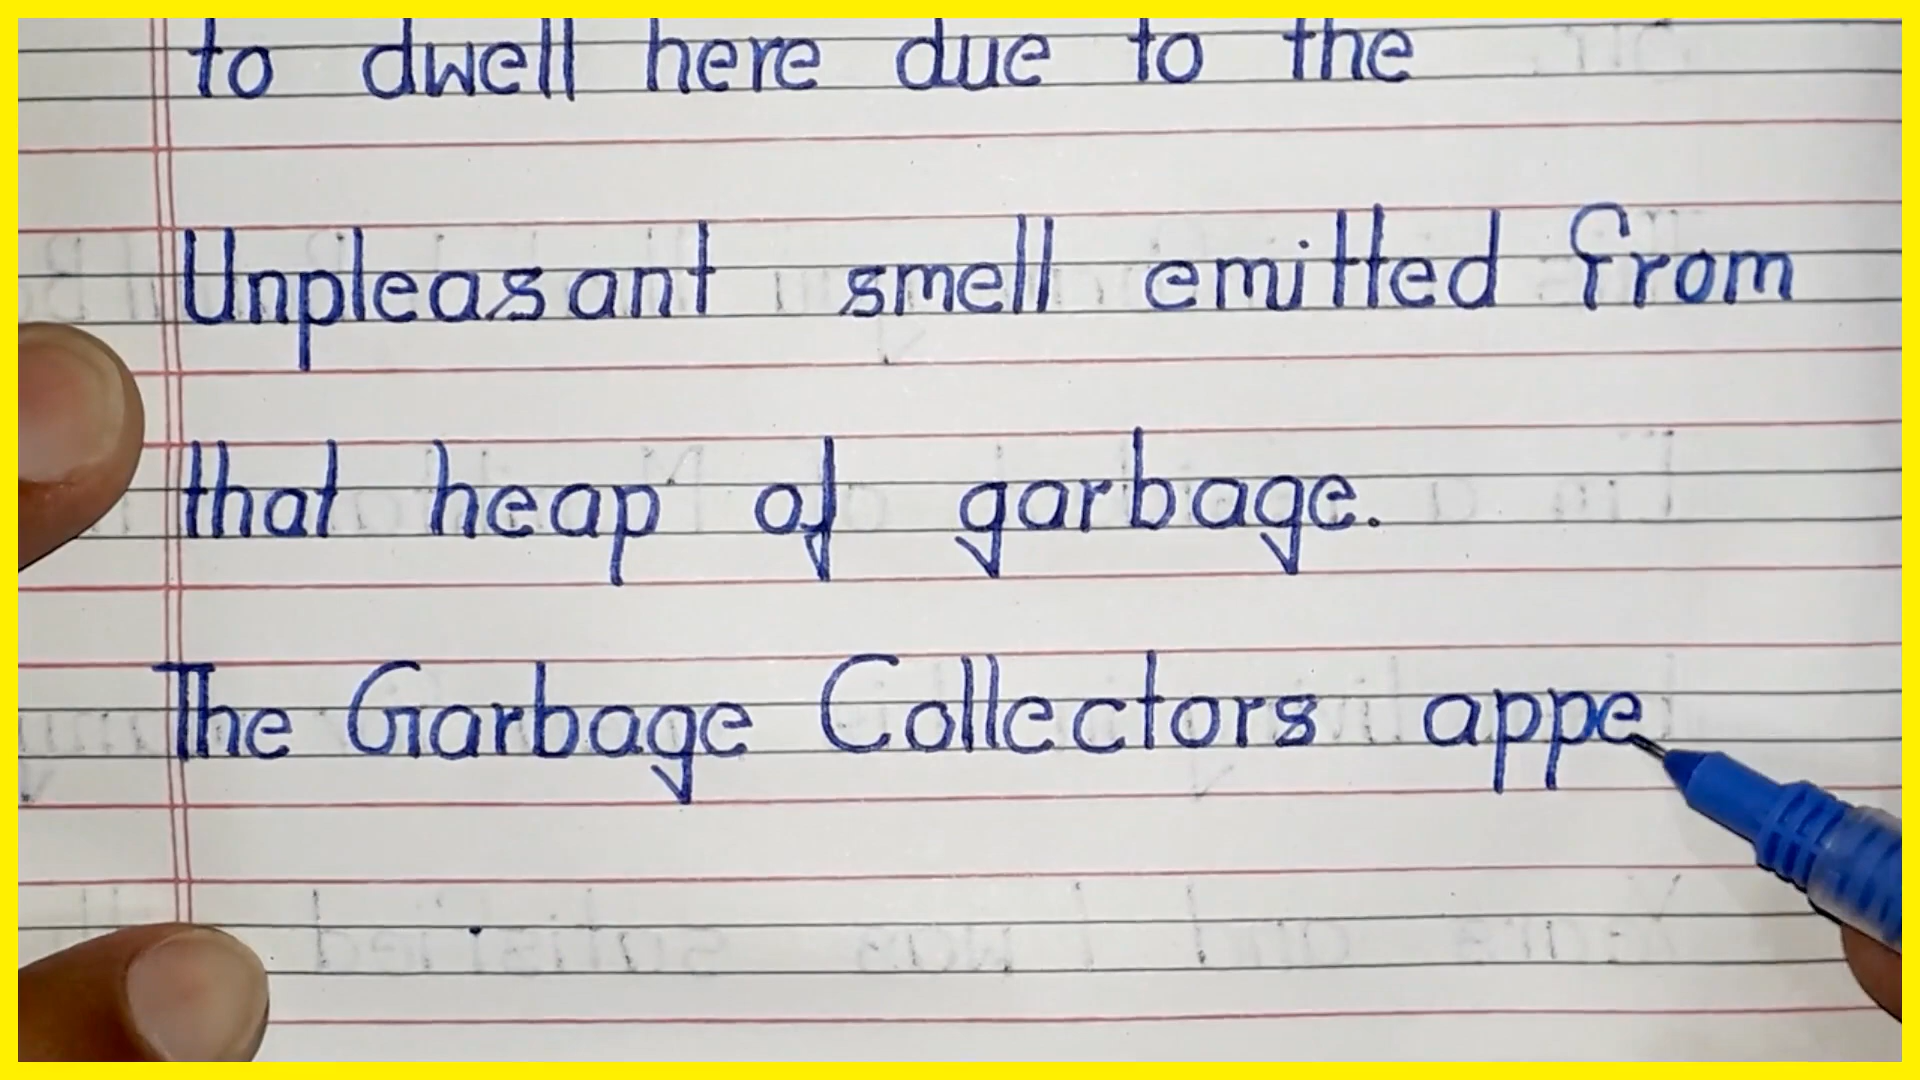 to dwell here due to the
Unpleasant smell emitted from
that heap of garbage.
The Garbage Collectors appe